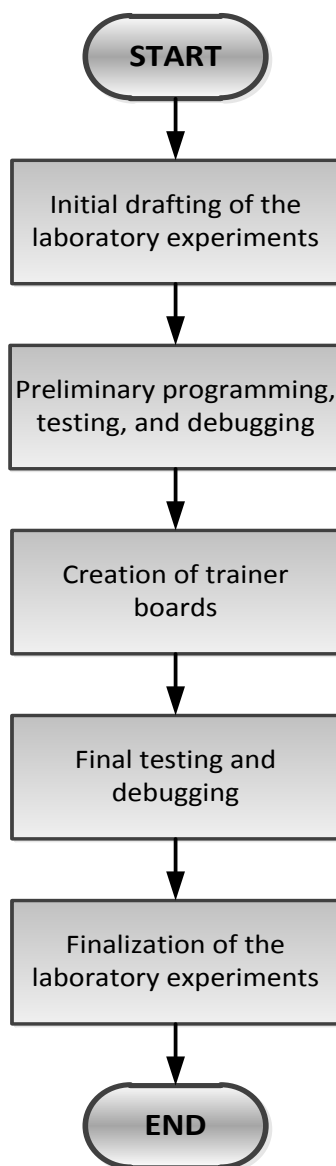 START
Initial drafting of the
laboratory experiments
Preliminary programming,
testing, and debugging
Creation of trainer
boards
Final testing and
debugging
Finalization of the
laboratory experiments
END